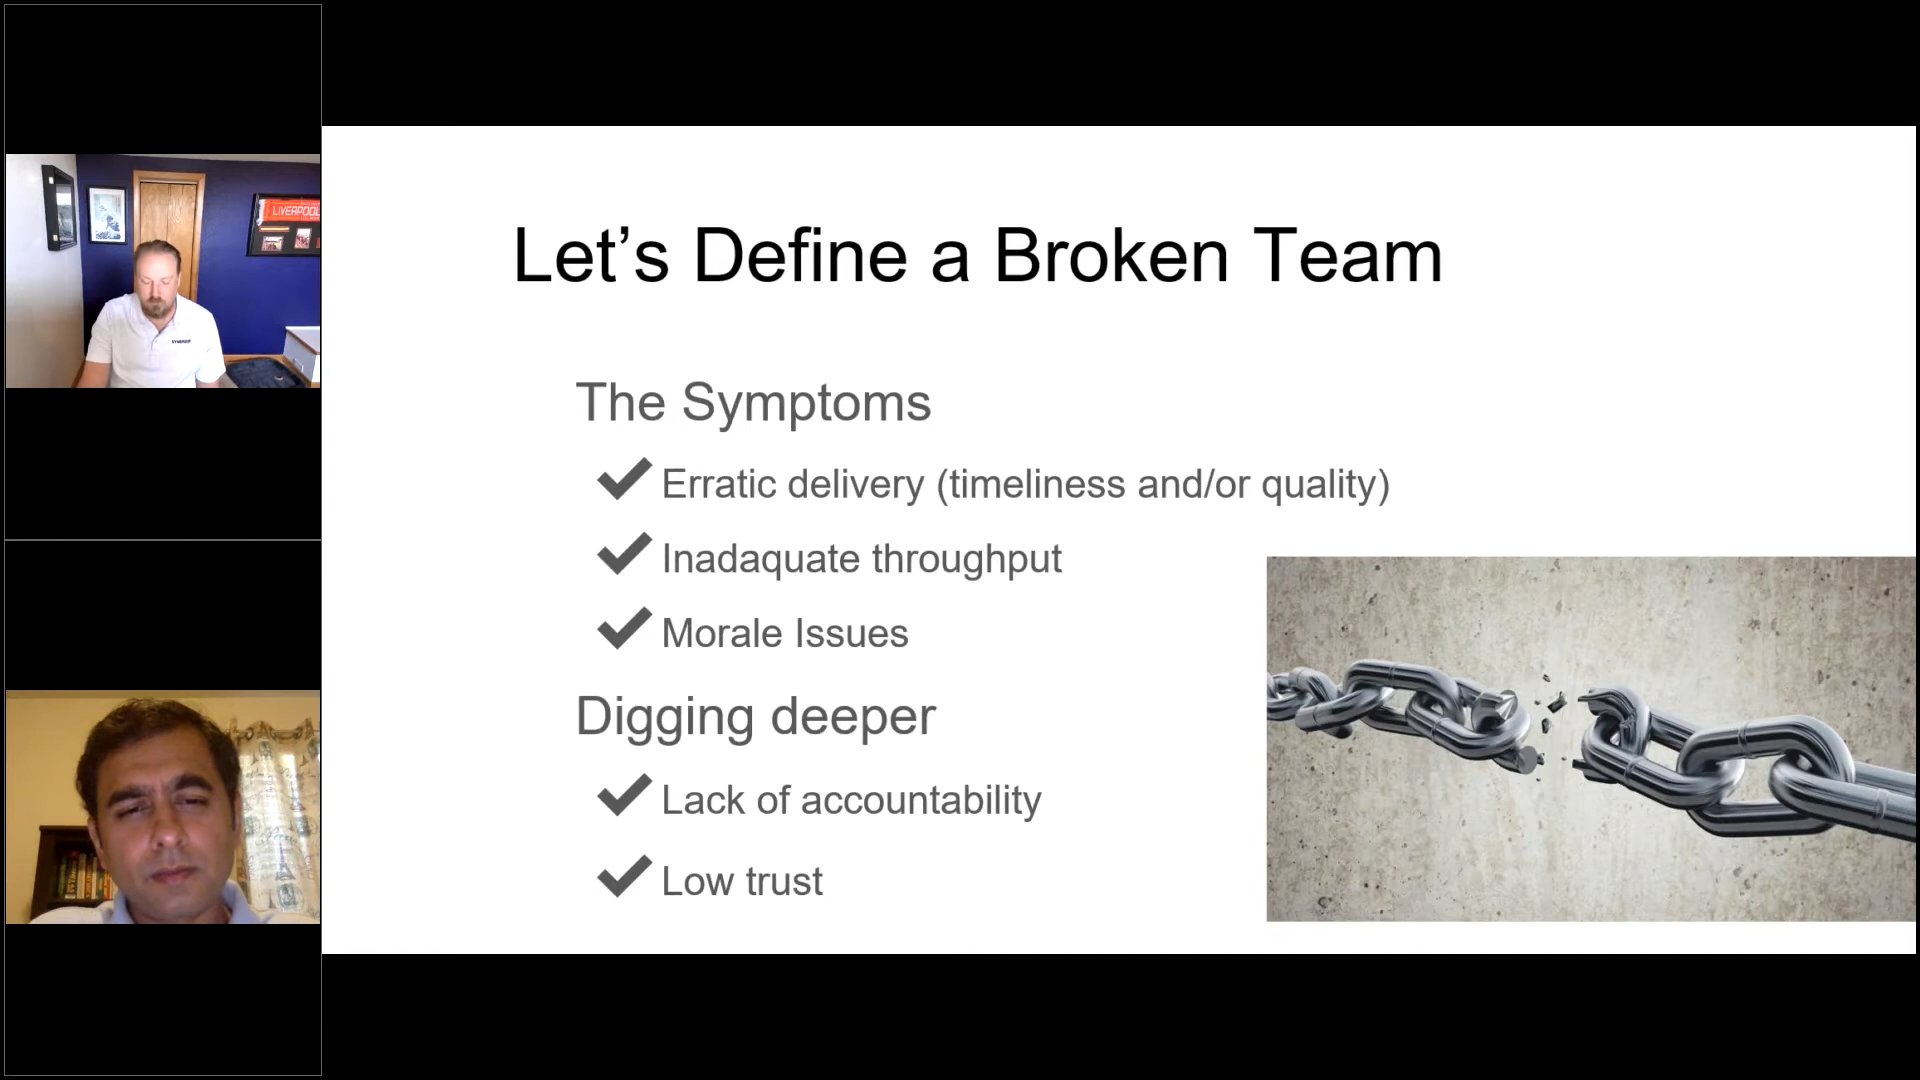 LIVERPOOL
Let’s Define a Broken Team
The Symptoms
Erratic delivery (timeliness and/or quality)
Inadaquate throughput
Morale Issues
Digging deeper
Lack of accountability
Low trust